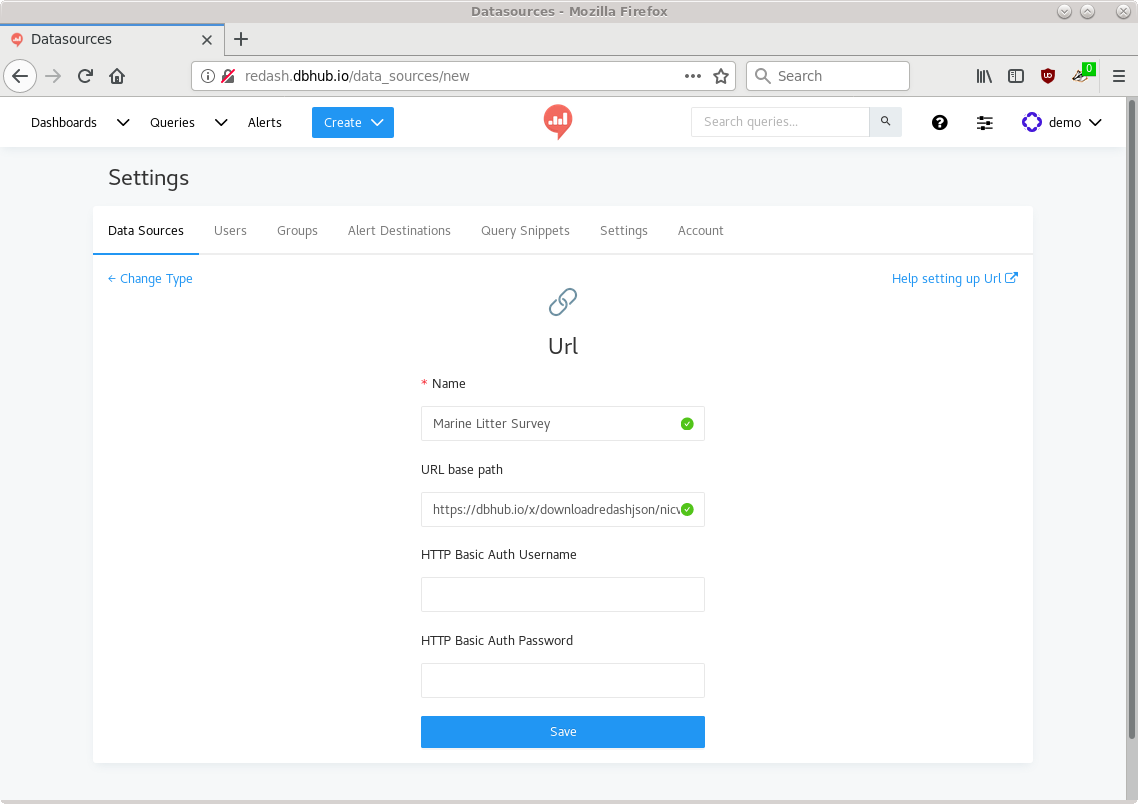 Datasources - Mozilla Firefox
Datasources
redash.dbhub.io/data_sources/new
Search
0
Dashboards Queries Alerts Create Search queries... demo
Settings
Data Sources Users Groups Alert Destinations Query Snippets Settings Account
← Change Type Help setting up Url
Url
* Name
Marine Litter Survey
URL base path
https://dbhub.io/x/downloadredashjson/nicv
HTTP Basic Auth Username
HTTP Basic Auth Password
Save